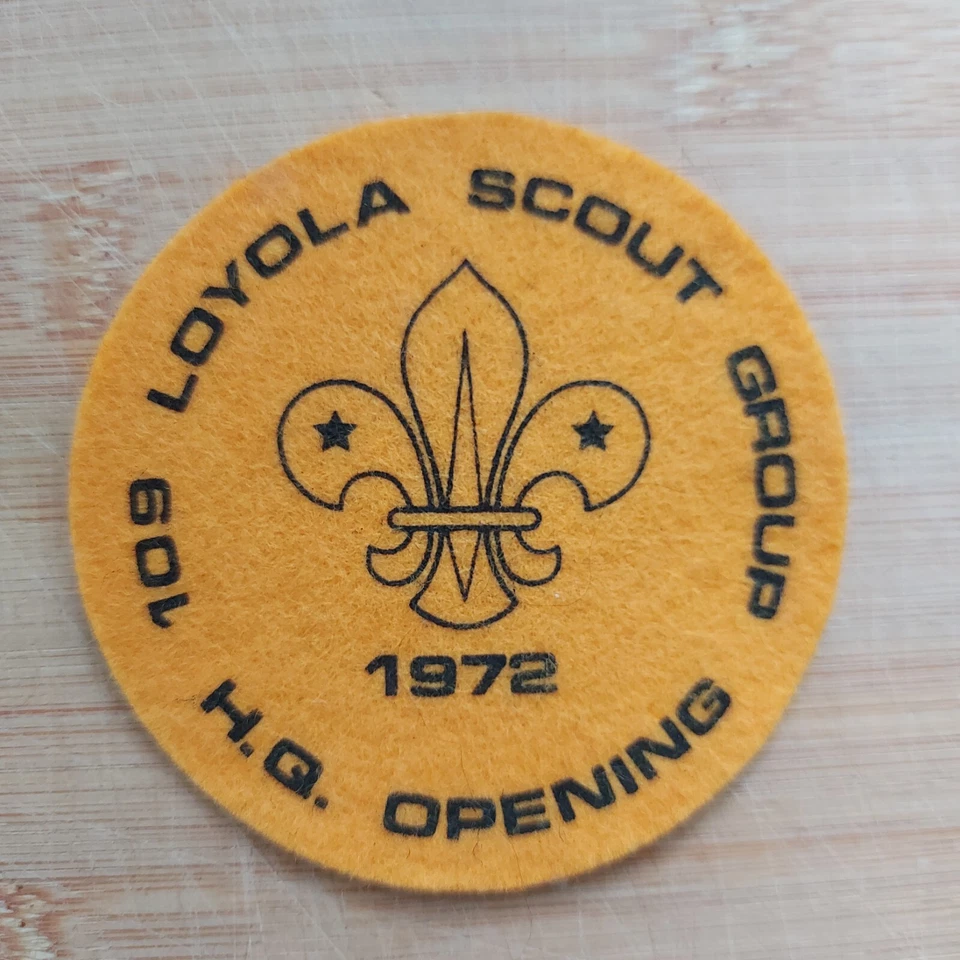 109 LOYOLA SCOUT GROUP
1972
H.Q. OPENING